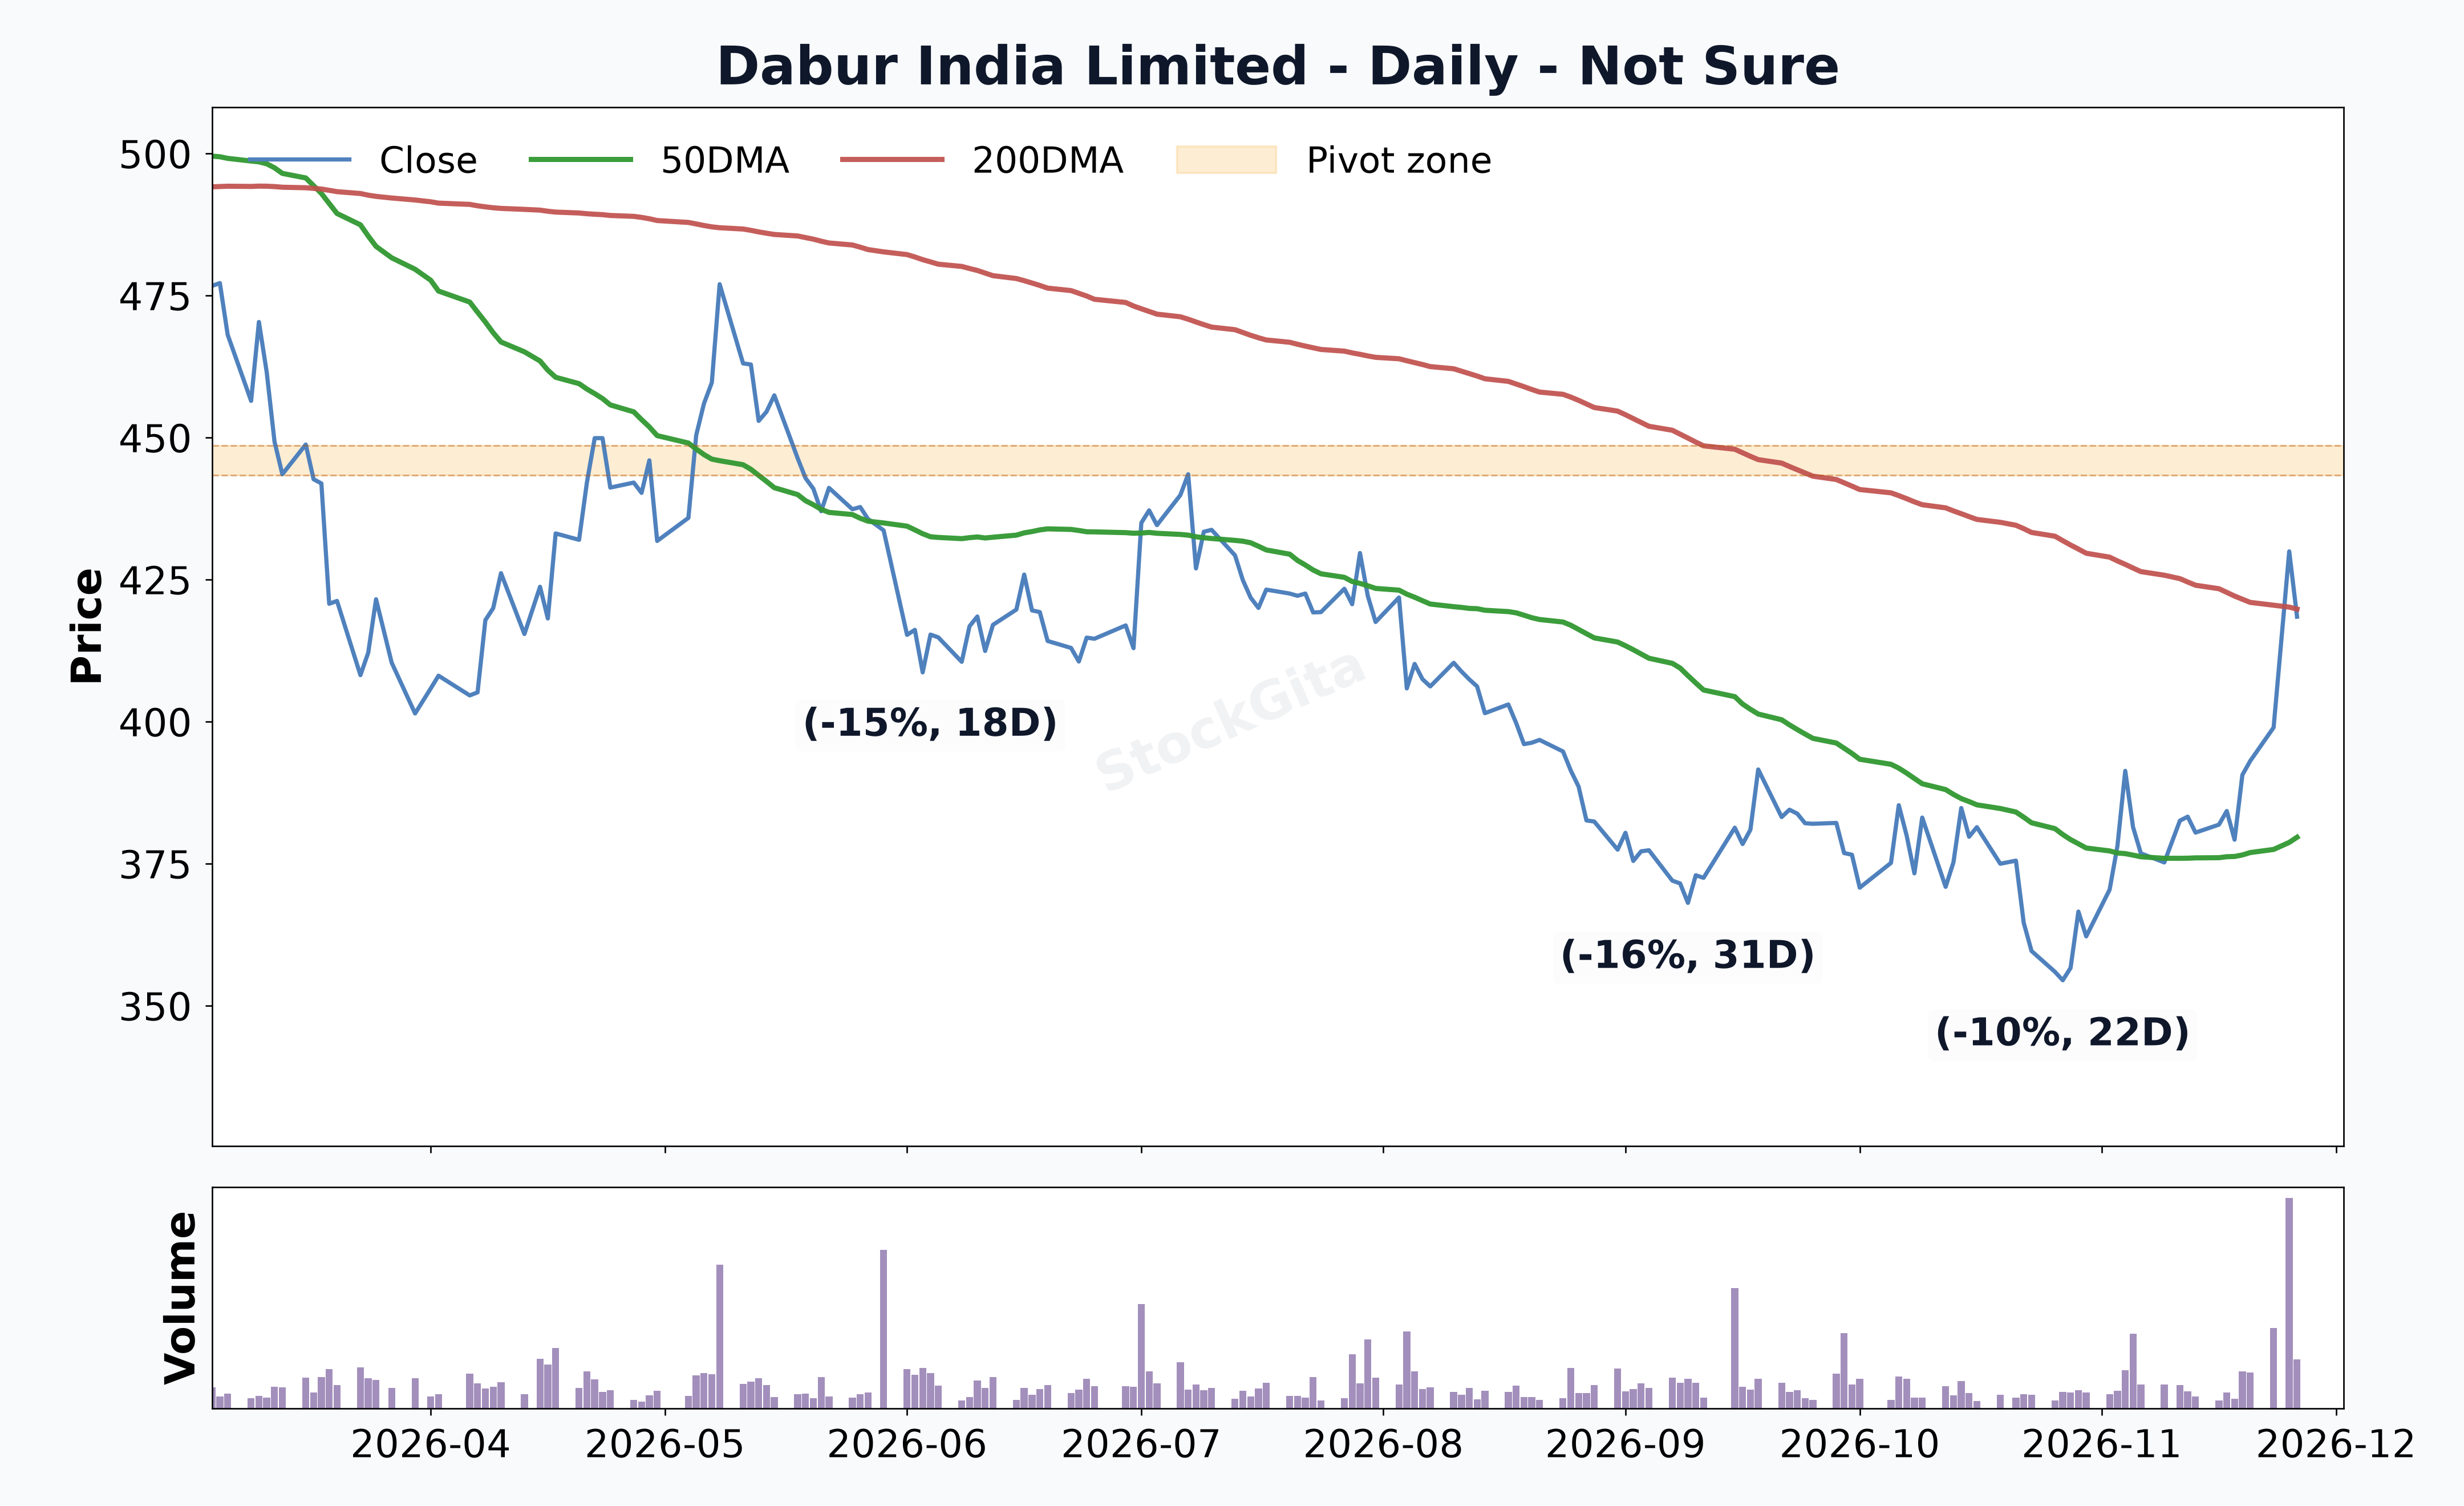 Dabur India Limited - Daily - Not Sure
Close 50DMA 200DMA Pivot zone
Price
500
475
450
425
400
375
350
(-15%, 18D)
StockGita
(-16%, 31D)
(-10%, 22D)
Volume
2026-04 2026-05 2026-06 2026-07 2026-08 2026-09 2026-10 2026-11 2026-12